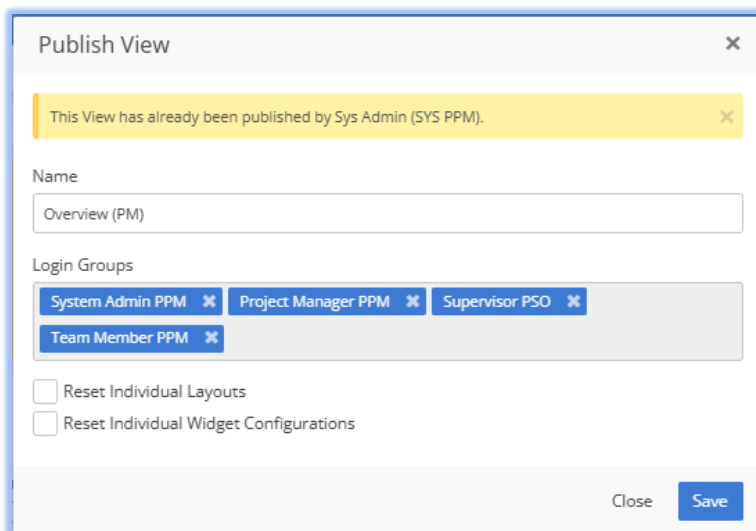 Publish View
This View has already been published by Sys Admin (SYS PPM).
Name
Overview (PM)
Login Groups
System Admin PPM Project Manager PPM Supervisor PSO
Team Member PPM
Reset Individual Layouts
Reset Individual Widget Configurations
Close Save